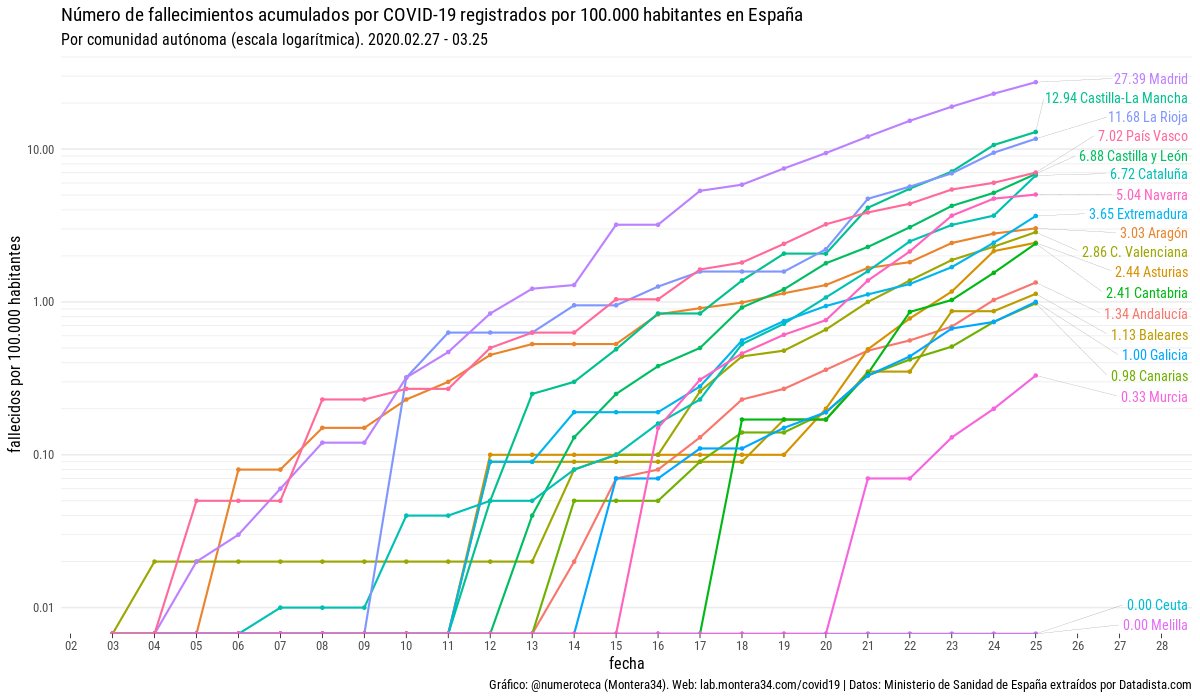 Número de fallecimientos acumulados por COVID-19 registrados por 100.000 habitantes en España
Por comunidad autónoma (escala logarítmica). 2020.02.27 - 03.25
27.39 Madrid
12.94 Castilla-La Mancha
11.68 La Rioja
7.02 País Vasco
6.88 Castilla y León
6.72 Cataluña
5.04 Navarra
3.65 Extremadura
3.03 Aragón
2.86 C. Valenciana
2.44 Asturias
2.41 Cantabria
1.34 Andalucía
1.13 Baleares
1.00 Galicia
0.98 Canarias
0.33 Murcia
0.00 Ceuta
0.00 Melilla
fallecidos por 100.000 habitantes
10.00
1.00
0.10
0.01
02 03 04 05 06 07 08 09 10 11 12 13 14 15 16 17 18 19 20 21 22 23 24 25 26 27 28
fecha
Gráfico: @numeroteca (Montera34). Web: lab.montera34.com/covid19 | Datos: Ministerio de Sanidad de España extraídos por Datadista.com